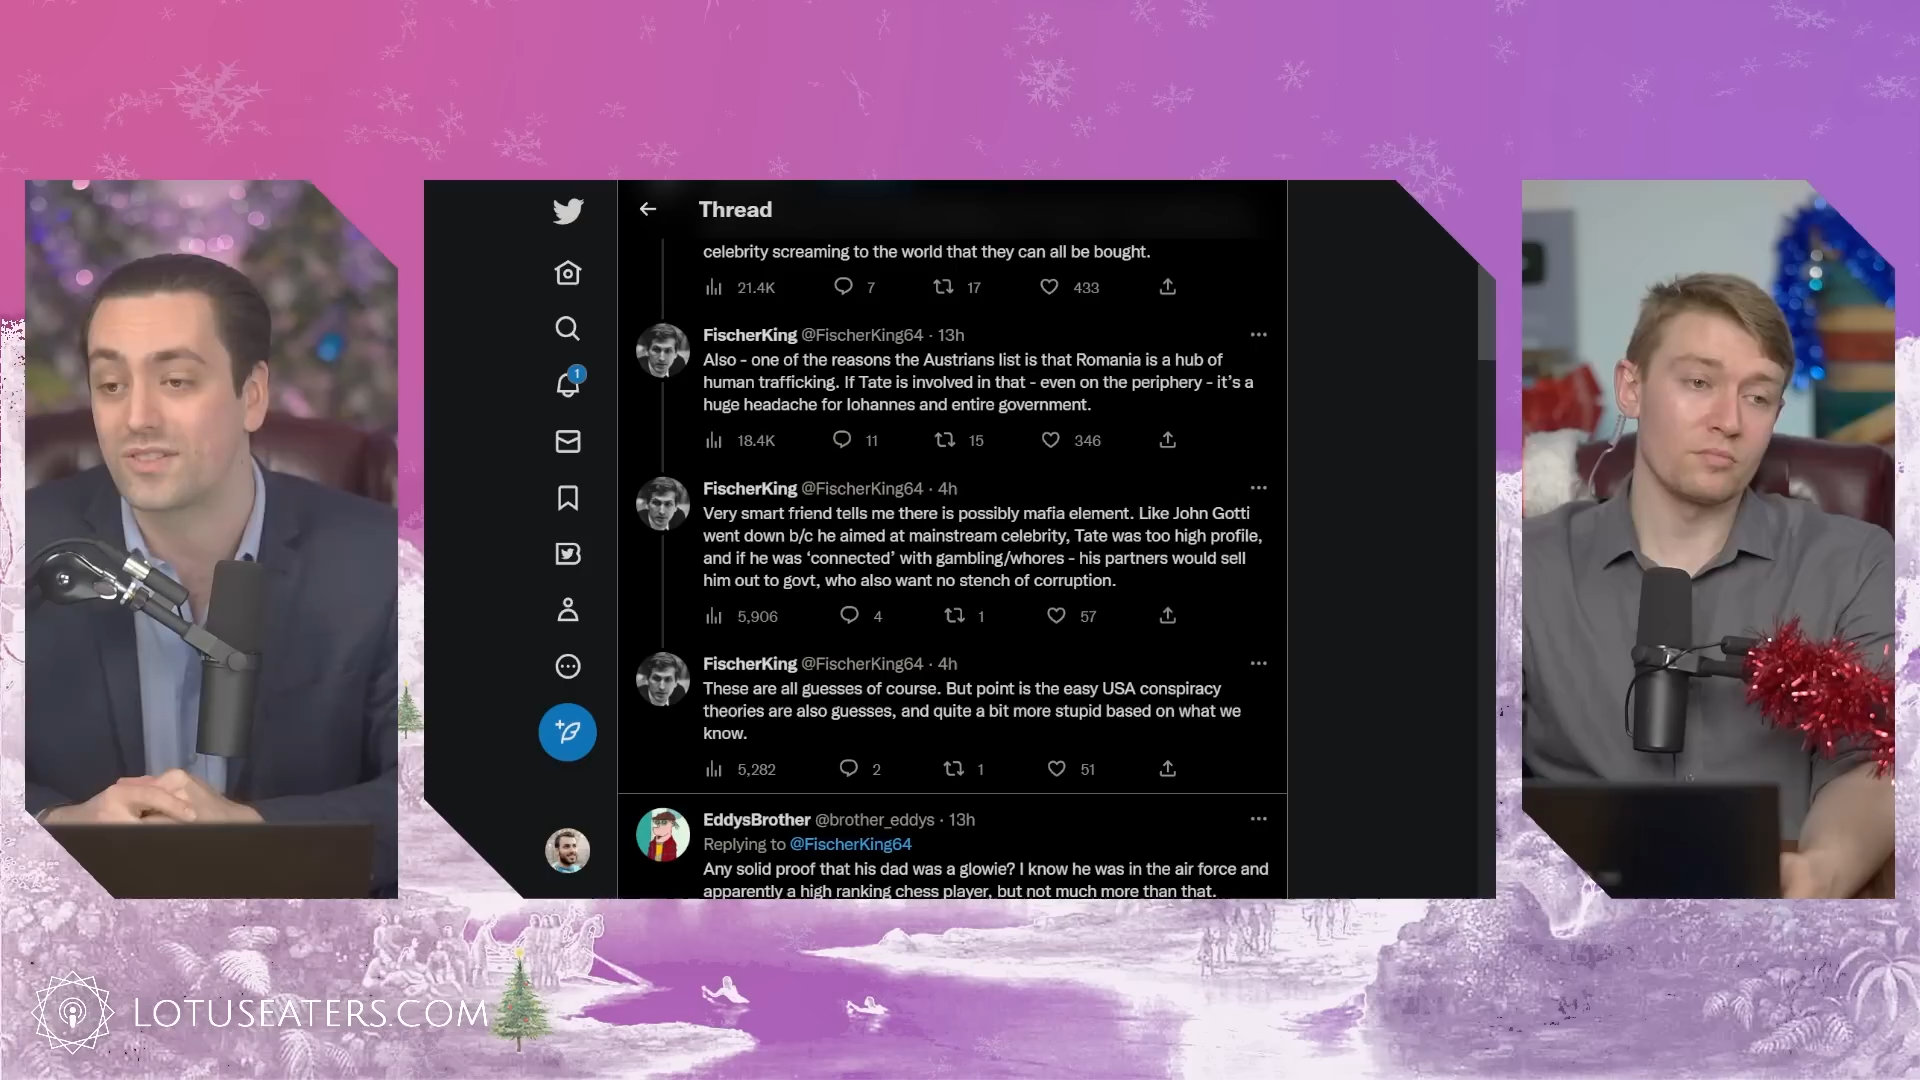 Thread
celebrity screaming to the world that they can all be bought.
21.4K 7 17 433
FischerKing @FischerKing64 · 13h
Also - one of the reasons the Austrians list is that Romania is a hub of
human trafficking. If Tate is involved in that - even on the periphery - it’s a
huge headache for Iohannes and entire government.
18.4K 11 15 346
FischerKing @FischerKing64 · 4h
Very smart friend tells me there is possibly mafia element. Like John Gotti
went down b/c he aimed at mainstream celebrity, Tate was too high profile,
and if he was ‘connected’ with gambling/whores - his partners would sell
him out to govt, who also want no stench of corruption.
5,906 4 1 57
FischerKing @FischerKing64 · 4h
These are all guesses of course. But point is the easy USA conspiracy
theories are also guesses, and quite a bit more stupid based on what we
know.
5,282 2 1 51
EddysBrother @brother_eddys · 13h
Replying to @FischerKing64
Any solid proof that his dad was a glowie? I know he was in the air force and
apparently a high ranking chess player, but not much more than that.
1
LOTUSEATERS.COM